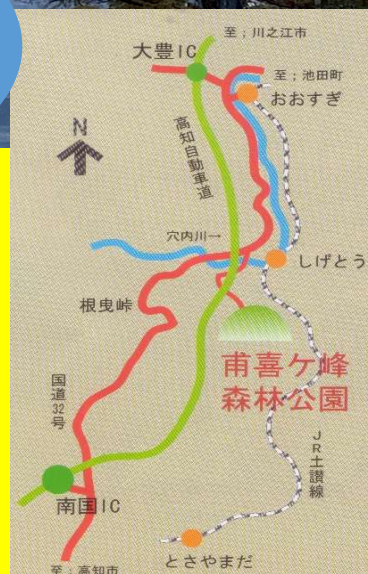 至；川之江市
大豊IC
至；池田町
おおすぎ
N
高知自動車道
穴内川→
しげとう
根曳峠
甫喜ケ峰
森林公園
国道32号
JR土讃線
南国IC
とさやまだ
至；高知市